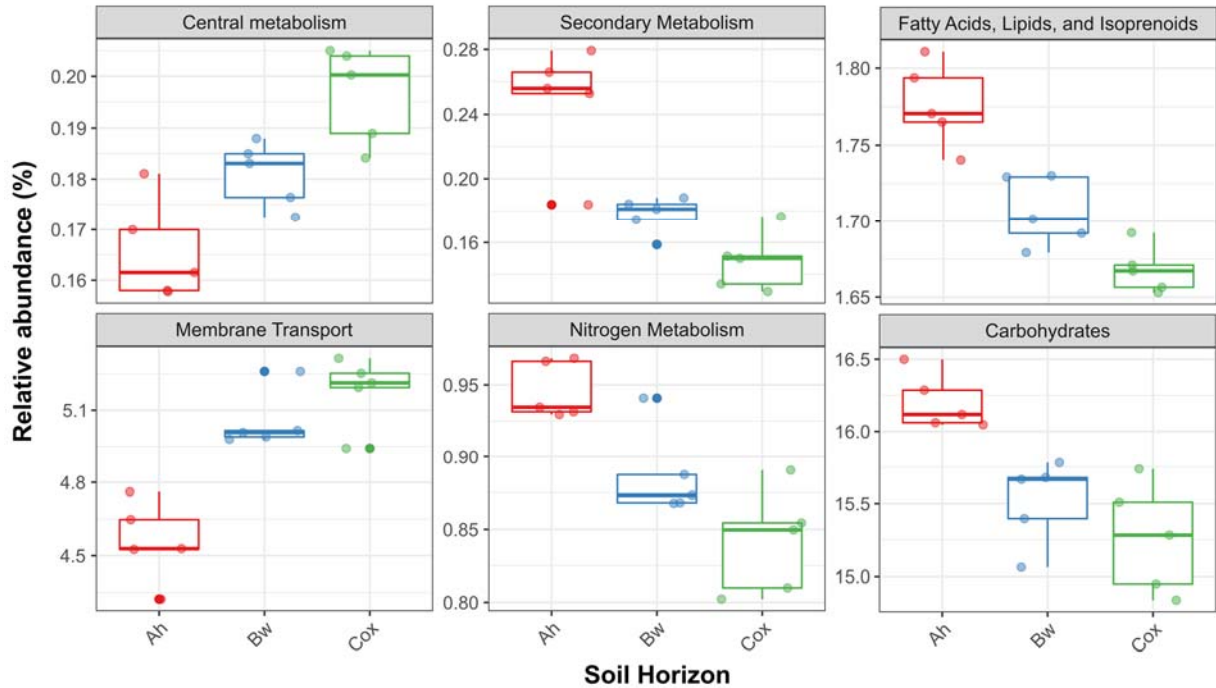 Central metabolism
Secondary Metabolism
Fatty Acids, Lipids, and Isoprenoids
0.20
0.19
0.18
0.17
0.16
0.28
0.24
0.20
0.16
1.80
1.75
1.70
1.65
Relative abundance (%)
Membrane Transport
Nitrogen Metabolism
Carbohydrates
5.1
4.8
4.5
0.95
0.90
0.85
0.80
16.5
16.0
15.5
15.0
Ah Bw Cox
Ah Bw Cox
Ah Bw Cox
Soil Horizon